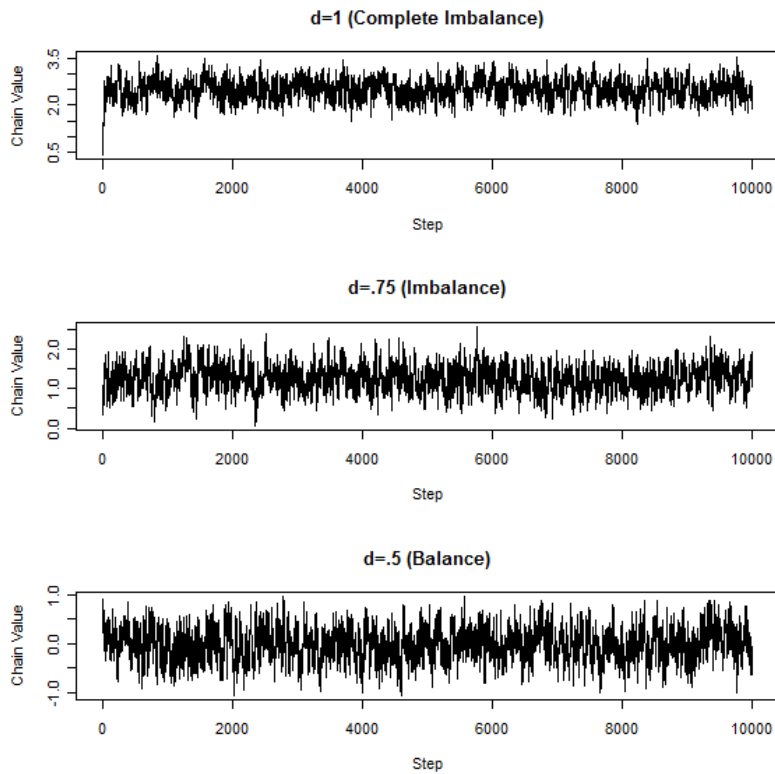 d=1 (Complete Imbalance)
Chain Value
3.5
2.0
0.5
0 2000 4000 6000 8000 10000
Step
d=.75 (Imbalance)
Chain Value
2.0
1.0
0.0
0 2000 4000 6000 8000 10000
Step
d=.5 (Balance)
Chain Value
1.0
0.0
-1.0
0 2000 4000 6000 8000 10000
Step